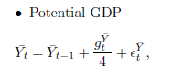 • Potential GDP
Ȳ_t − Ȳ_{t−1} + g_t^Ȳ / 4 + ϵ_t^Ȳ,